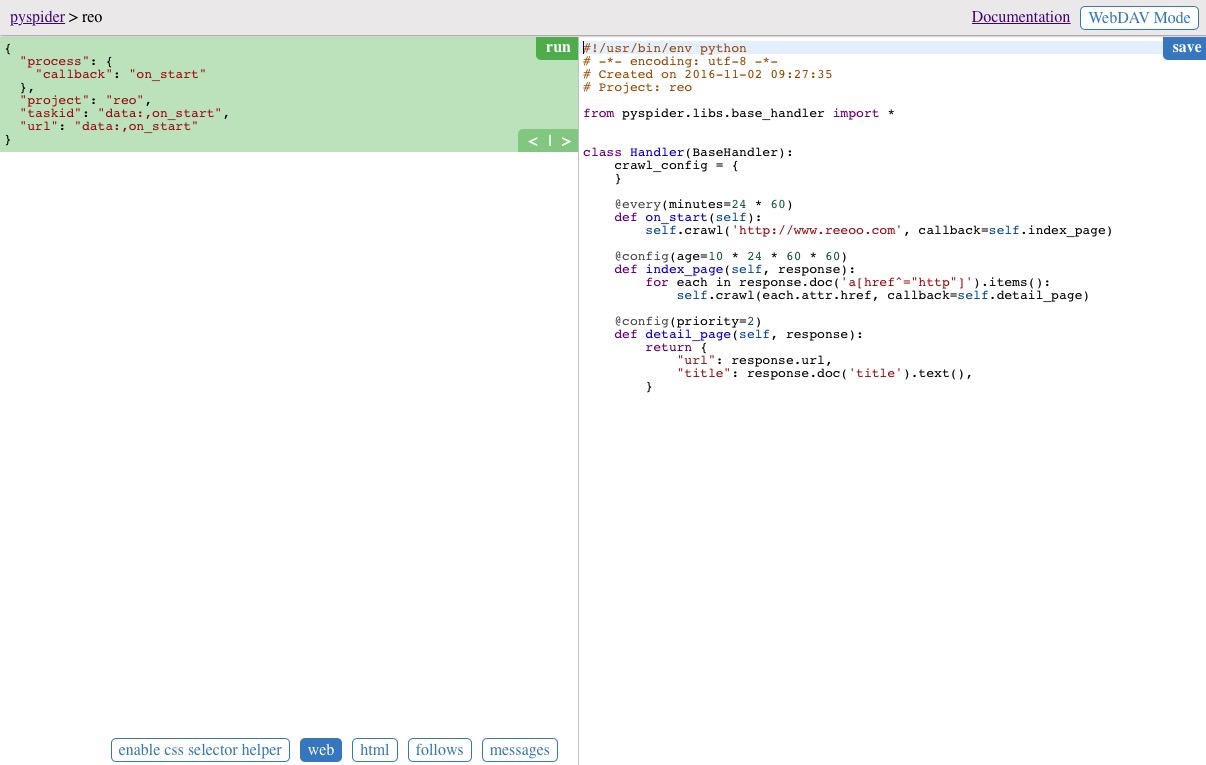 pyspider > reo
Documentation
WebDAV Mode
{
  "process": {
    "callback": "on_start"
  },
  "project": "reo",
  "taskid": "data:,on_start",
  "url": "data:,on_start"
}
run
< | >
#!/usr/bin/env python
# -*- encoding: utf-8 -*-
# Created on 2016-11-02 09:27:35
# Project: reo

from pyspider.libs.base_handler import *


class Handler(BaseHandler):
    crawl_config = {
    }

    @every(minutes=24 * 60)
    def on_start(self):
        self.crawl('http://www.reeoo.com', callback=self.index_page)

    @config(age=10 * 24 * 60 * 60)
    def index_page(self, response):
        for each in response.doc('a[href^="http"]').items():
            self.crawl(each.attr.href, callback=self.detail_page)

    @config(priority=2)
    def detail_page(self, response):
        return {
            "url": response.url,
            "title": response.doc('title').text(),
        }
save
enable css selector helper
web
html
follows
messages